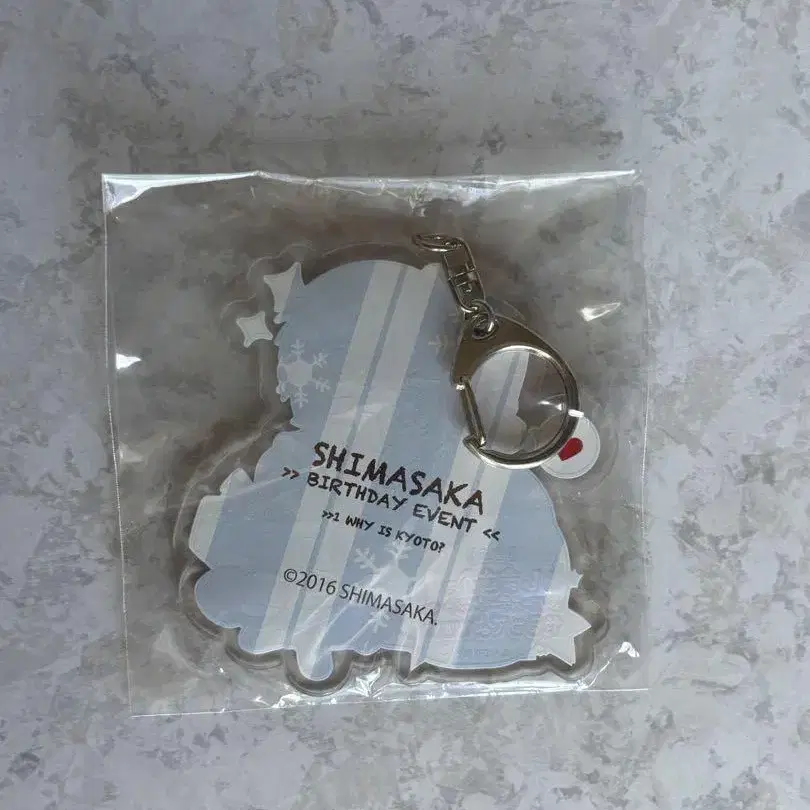 SHIMASAKA
>> BIRTHDAY EVENT <<
>>1 WHY IS KYOTO?
©2016 SHIMASAKA.